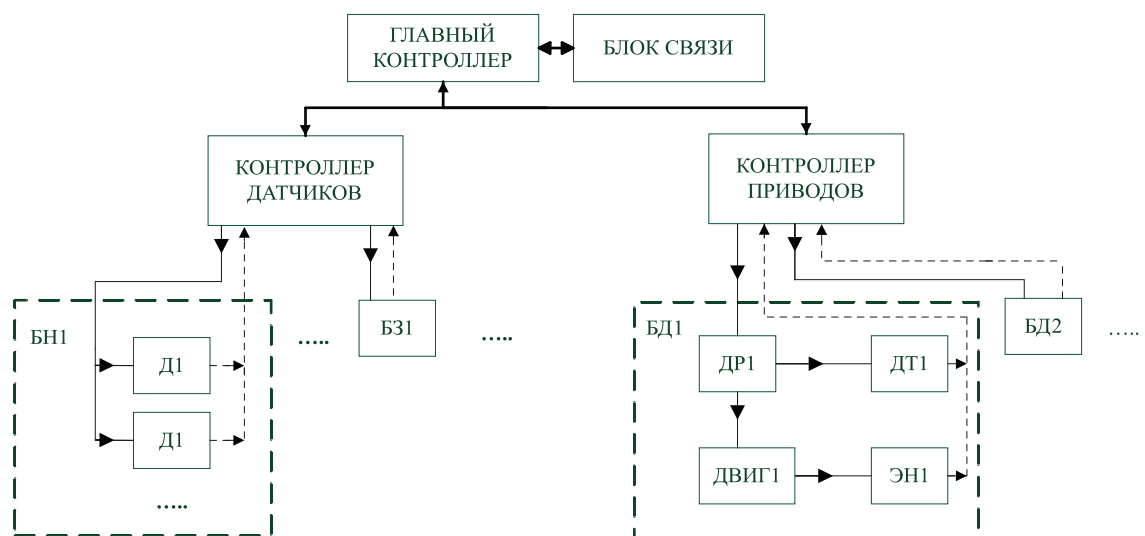 ГЛАВНЫЙ
КОНТРОЛЛЕР
БЛОК СВЯЗИ
КОНТРОЛЛЕР
ДАТЧИКОВ
КОНТРОЛЛЕР
ПРИВОДОВ
БН1
Д1
Д1
.....
.....
БЗ1
.....
БД1
ДР1
ДТ1
ДВИГ1
ЭН1
БД2
.....